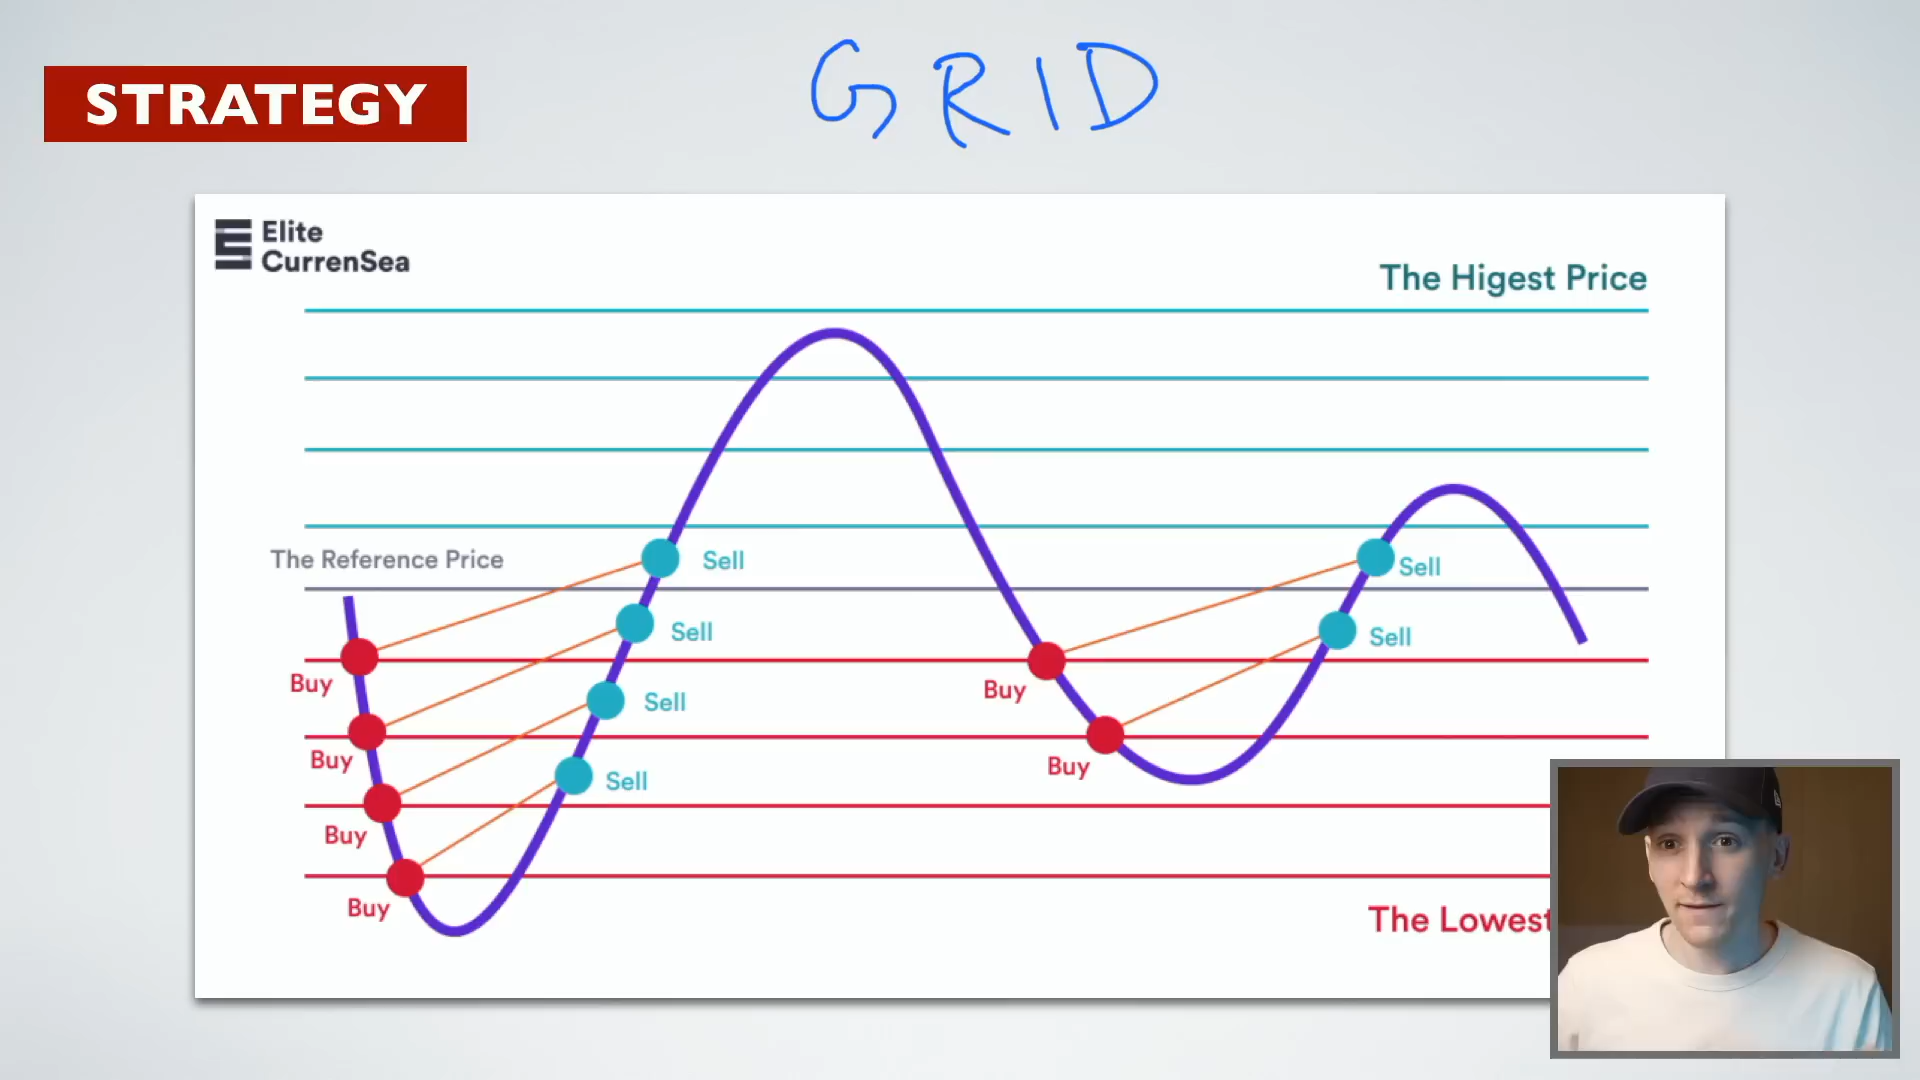 GRID
STRATEGY
Elite
CurrenSea
The Higest Price
The Reference Price
Sell
Sell
Sell
Sell
Sell
Sell
Buy
Buy
Buy
Buy
Buy
Buy
The Lowest